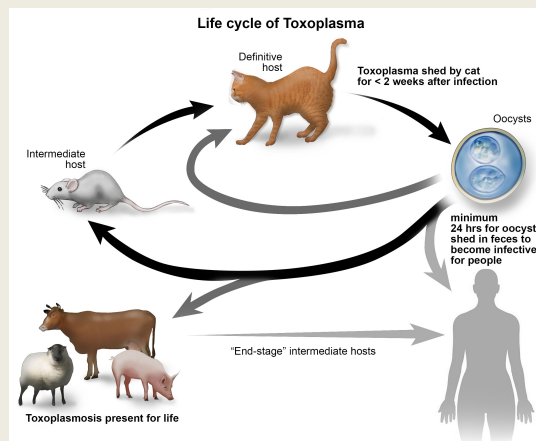 Life cycle of Toxoplasma
Definitive
host
Toxoplasma shed by cat
for < 2 weeks after infection
Oocysts
Intermediate
host
minimum
24 hrs for oocyst
shed in feces to
become infective
for people
"End-stage" intermediate hosts
Toxoplasmosis present for life